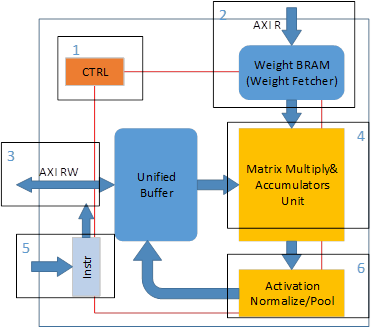 2
AXI R
1
CTRL
Weight BRAM
(Weight Fetcher)
3
AXI RW
Unified
Buffer
4
Matrix Multiply&
Accumulators
Unit
5
Instr
6
Activation
Normalize/Pool